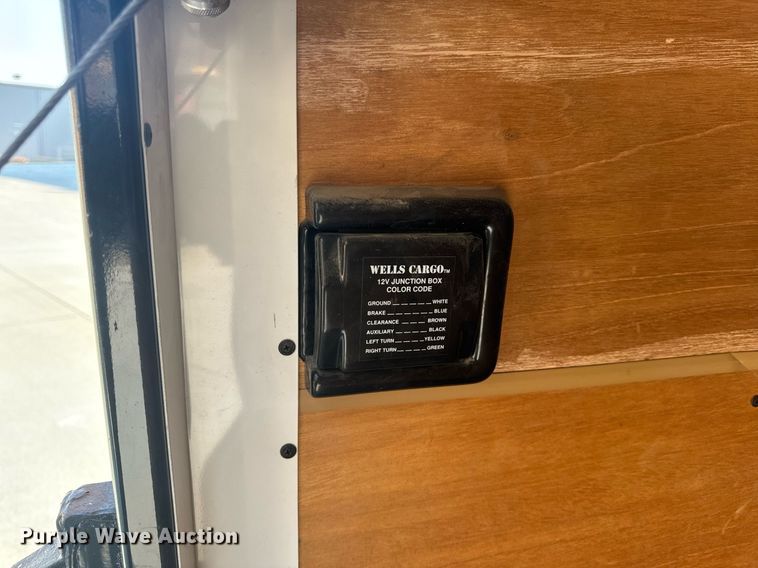 WELLS CARGO™
12V JUNCTION BOX
COLOR CODE
GROUND _ _ _ _ _ WHITE
BRAKE _ _ _ _ _ BLUE
CLEARANCE _ _ _ BROWN
AUXILIARY _ _ _ _ BLACK
LEFT TURN _ _ _ _ YELLOW
RIGHT TURN _ _ _ _ GREEN
Purple Wave Auction